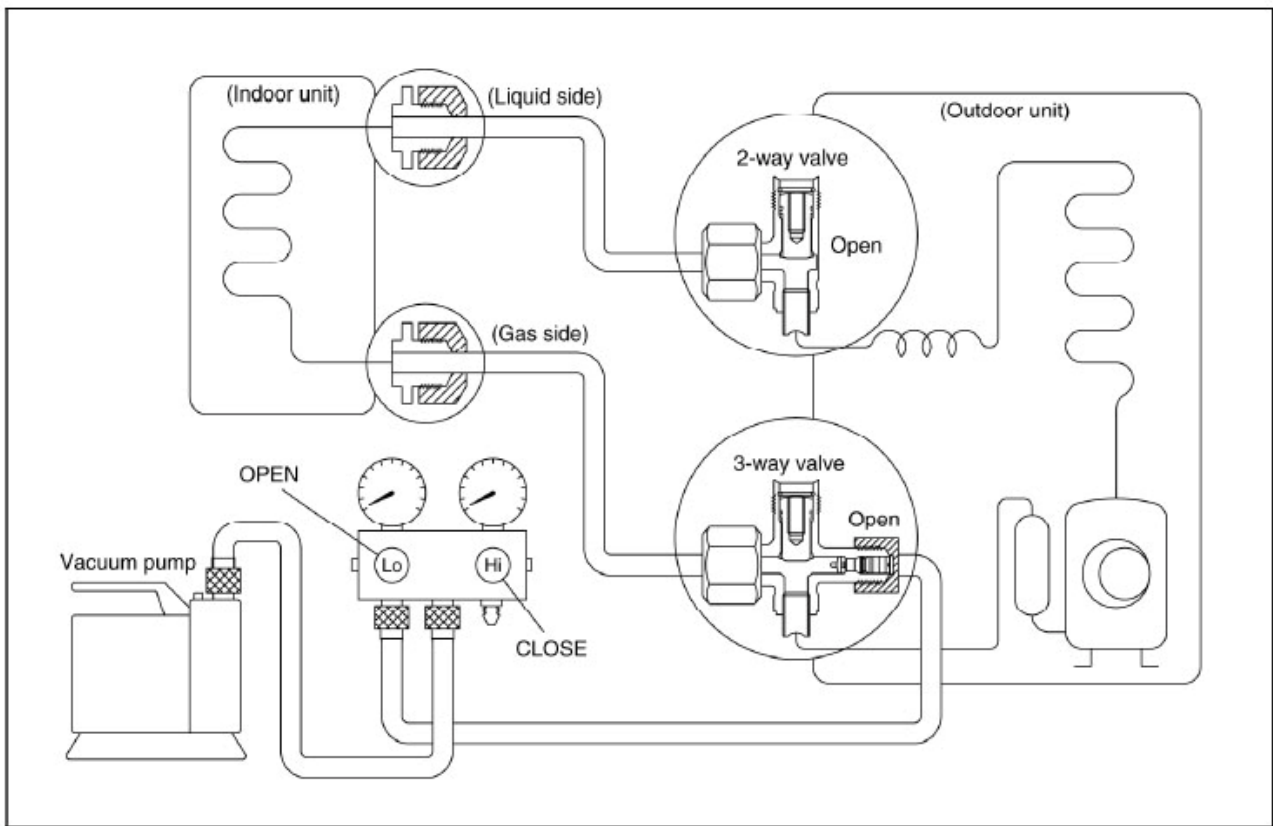 (Indoor unit)
(Liquid side)
(Outdoor unit)
2-way valve
Open
(Gas side)
3-way valve
Open
OPEN
Vacuum pump
Lo
Hi
CLOSE